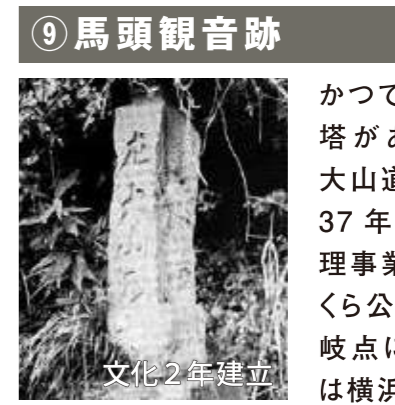 ⑨馬頭観音跡
かつて
塔があ
大山道
37 年
理事業
くら公
岐点に
は横浜
文化2年建立